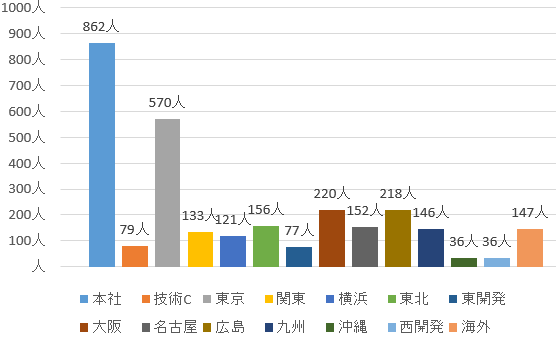 1000人
900人
800人
700人
600人
500人
400人
300人
200人
100人
人
862人
79人
570人
133人
121人
156人
77人
220人
152人
218人
146人
36人
36人
147人
本社 技術C 東京 関東 横浜 東北 東開発
大阪 名古屋 広島 九州 沖縄 西開発 海外